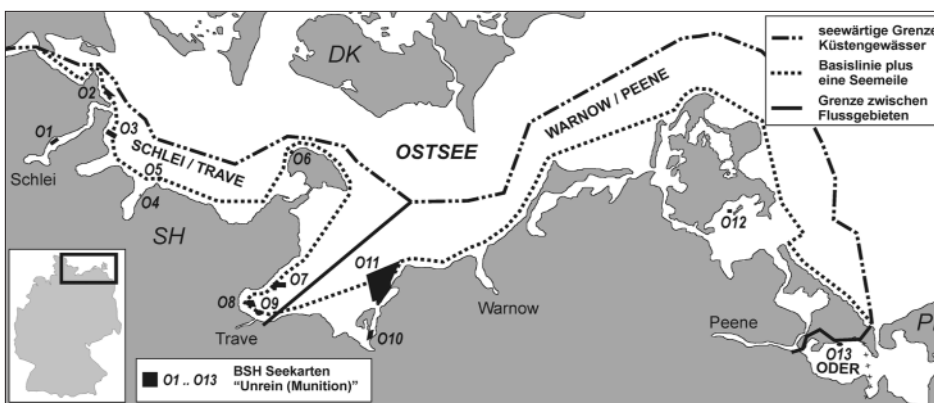 DK
seewärtige Grenze
Küstengewässer
Basislinie plus
eine Seemeile
Grenze zwischen
Flussgebieten
WARNOW / PEENE
O2
O1
O3
SCHLEI / TRAVE
OSTSEE
O6
Schlei
O5
O4
O12
SH
O11
O7
O8
O9
Warnow
Trave
O10
Peene
P
O13
ODER
O1 .. O13
BSH Seekarten
"Unrein (Munition)"